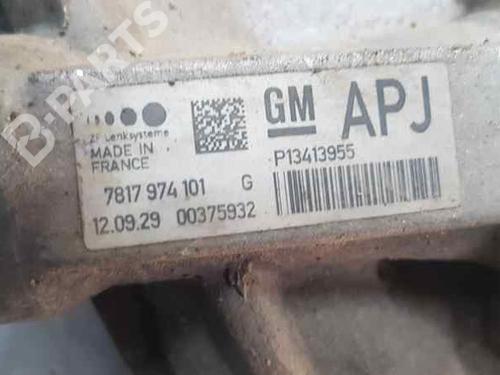 ZF Lenksysteme
MADE IN
FRANCE
GM APJ
P13413955
7817 974 101 G
12.09.29 00375932
B-PARTS